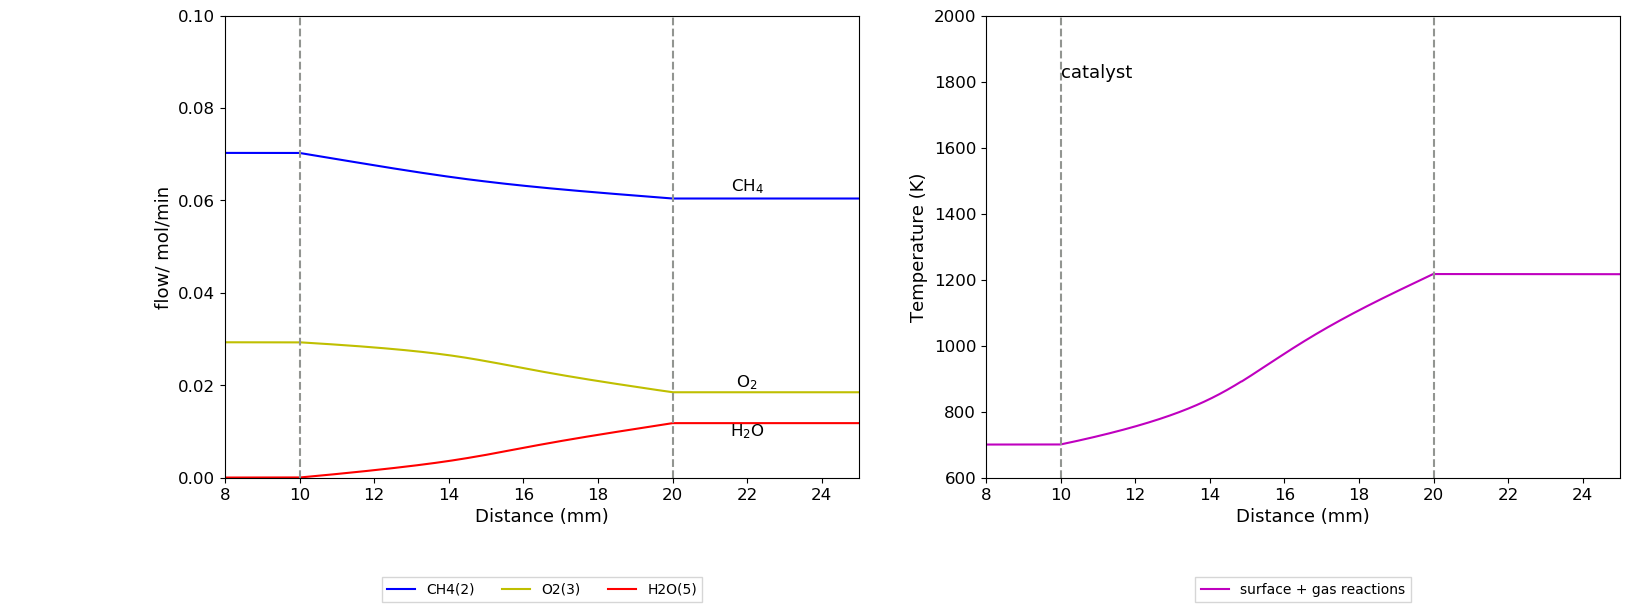 0.10
0.08
0.06
0.04
0.02
0.00
flow/ mol/min
CH₄
O₂
H₂O
8 10 12 14 16 18 20 22 24
Distance (mm)
CH4(2) O2(3) H2O(5)
2000
1800
1600
1400
1200
1000
800
600
Temperature (K)
catalyst
8 10 12 14 16 18 20 22 24
Distance (mm)
surface + gas reactions